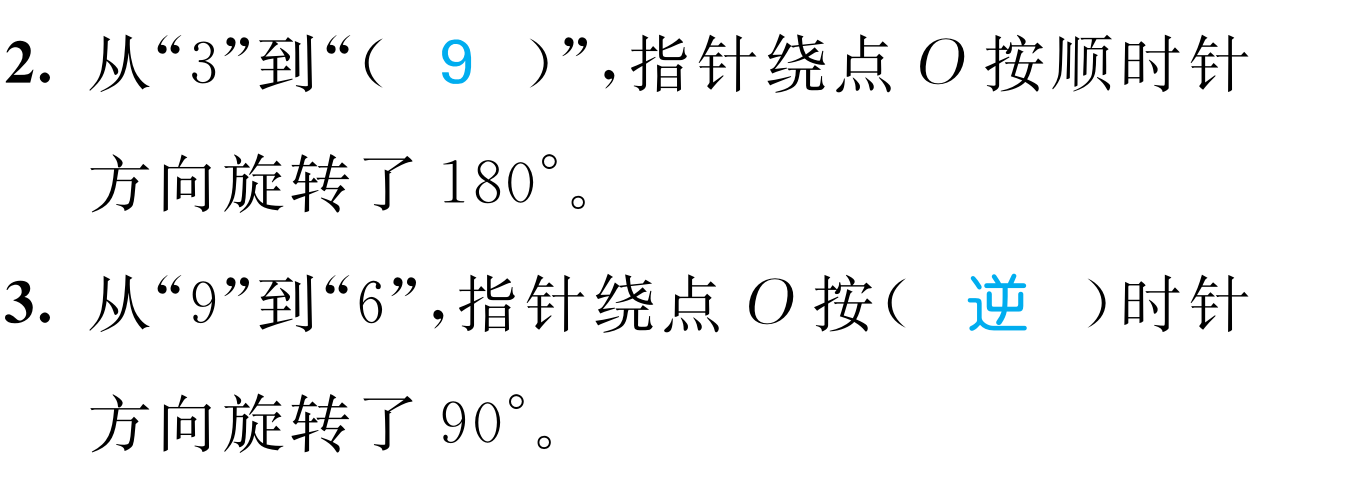 2. 从“3”到“( 9 )”,指针绕点 O 按顺时针
方向旋转了 180°。
3. 从“9”到“6”,指针绕点 O 按( 逆 )时针
方向旋转了 90°。